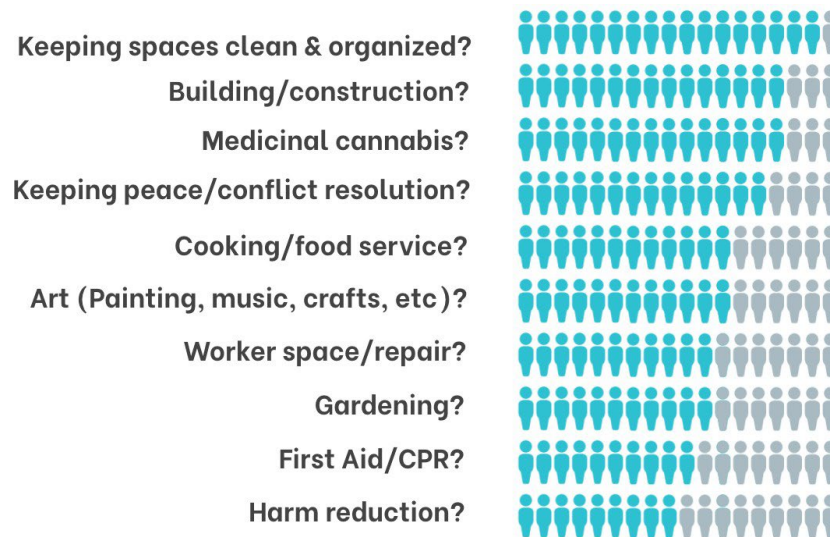 Keeping spaces clean & organized?
Building/construction?
Medicinal cannabis?
Keeping peace/conflict resolution?
Cooking/food service?
Art (Painting, music, crafts, etc)?
Worker space/repair?
Gardening?
First Aid/CPR?
Harm reduction?